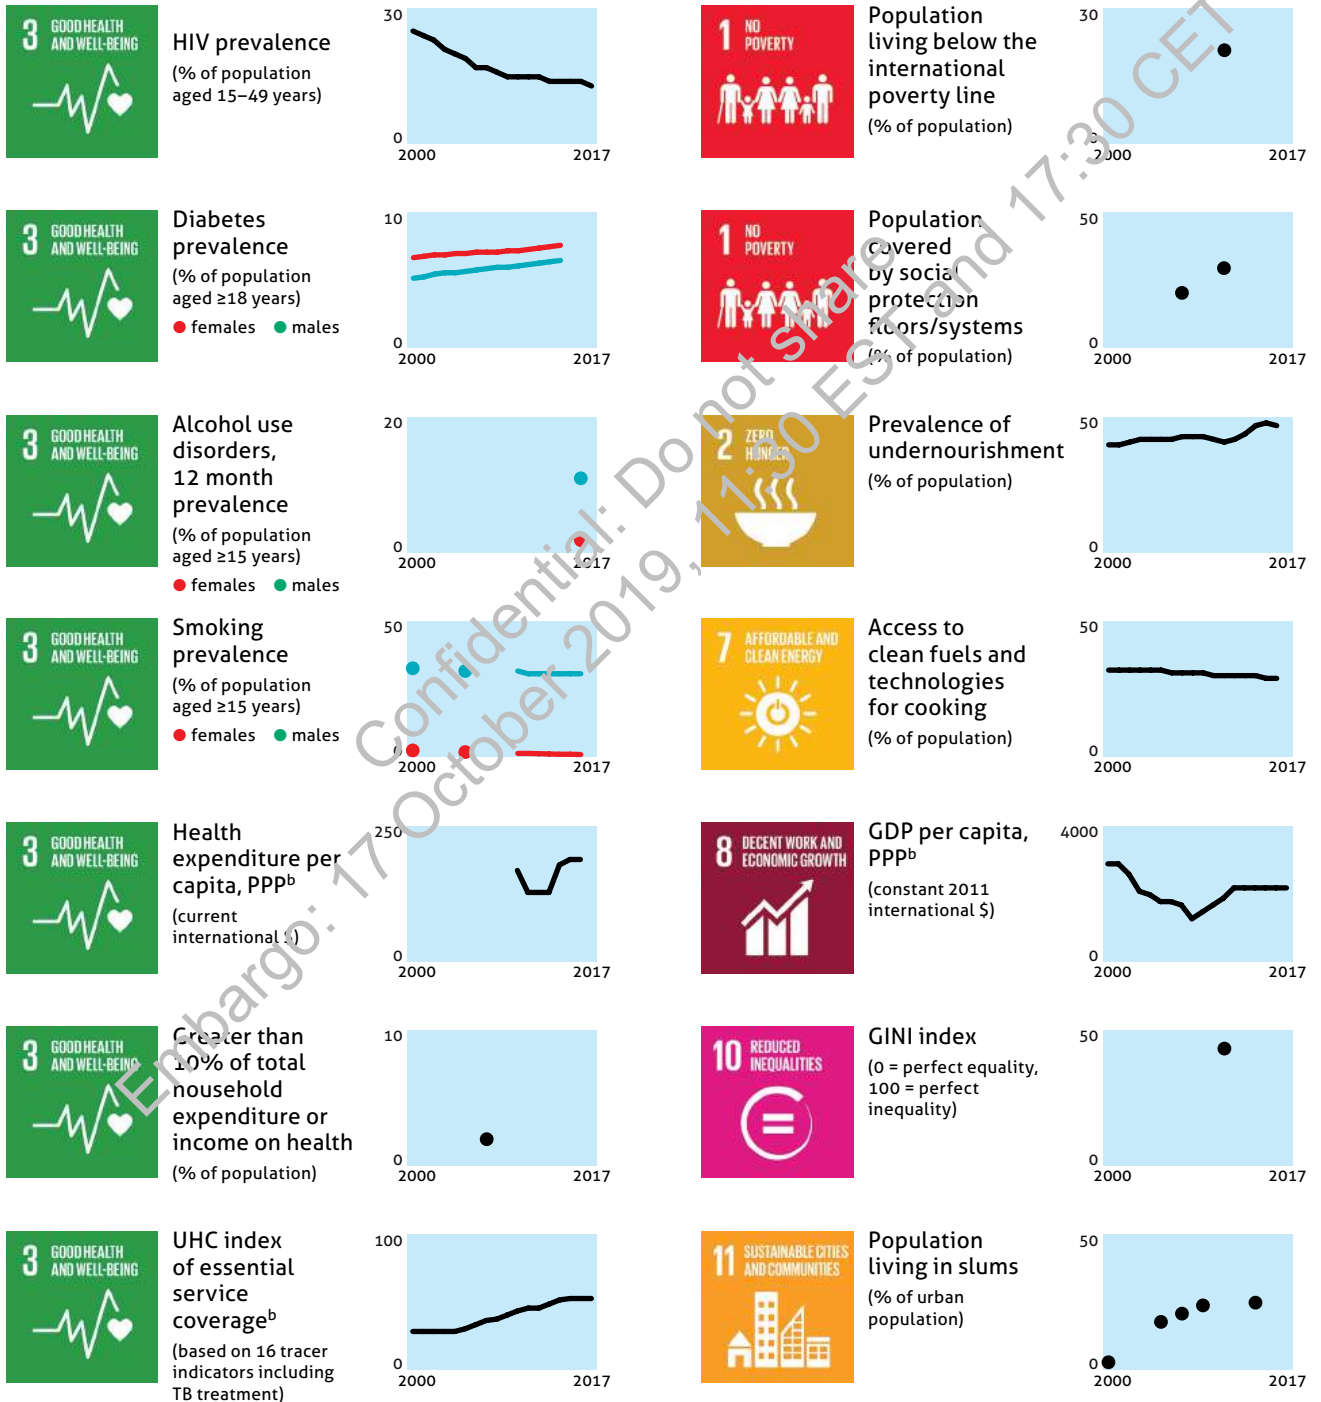 3 GOOD HEALTH
AND WELL-BEING
HIV prevalence
(% of population
aged 15–49 years)
30
0
2000
2017
3 GOOD HEALTH
AND WELL-BEING
Diabetes
prevalence
(% of population
aged ≥18 years)
females males
10
0
2000
2017
3 GOOD HEALTH
AND WELL-BEING
Alcohol use
disorders,
12 month
prevalence
(% of population
aged ≥15 years)
females males
20
0
2000
2017
3 GOOD HEALTH
AND WELL-BEING
Smoking
prevalence
(% of population
aged ≥15 years)
females males
50
0
2000
2017
3 GOOD HEALTH
AND WELL-BEING
Health
expenditure per
capita, PPPᵇ
(current
international $)
250
0
2000
2017
3 GOOD HEALTH
AND WELL-BEING
Greater than
10% of total
household
expenditure or
income on health
(% of population)
10
0
2000
2017
3 GOOD HEALTH
AND WELL-BEING
UHC index
of essential
service
coverageᵇ
(based on 16 tracer
indicators including
TB treatment)
100
0
2000
2017
1 NO
POVERTY
Population
living below the
international
poverty line
(% of population)
30
0
2000
2017
1 NO
POVERTY
Population
covered
by social
protection
floors/systems
(% of population)
50
0
2000
2017
2 ZERO
HUNGER
Prevalence of
undernourishment
(% of population)
50
0
2000
2017
7 AFFORDABLE AND
CLEAN ENERGY
Access to
clean fuels and
technologies
for cooking
(% of population)
50
0
2000
2017
8 DECENT WORK AND
ECONOMIC GROWTH
GDP per capita,
PPPᵇ
(constant 2011
international $)
4000
0
2000
2017
10 REDUCED
INEQUALITIES
GINI index
(0 = perfect equality,
100 = perfect
inequality)
50
0
2000
2017
11 SUSTAINABLE CITIES
AND COMMUNITIES
Population
living in slums
(% of urban
population)
50
0
2000
2017
Confidential: Do not share
Embargo: 17 October 2019, 11:30 EST and 17:30 CET